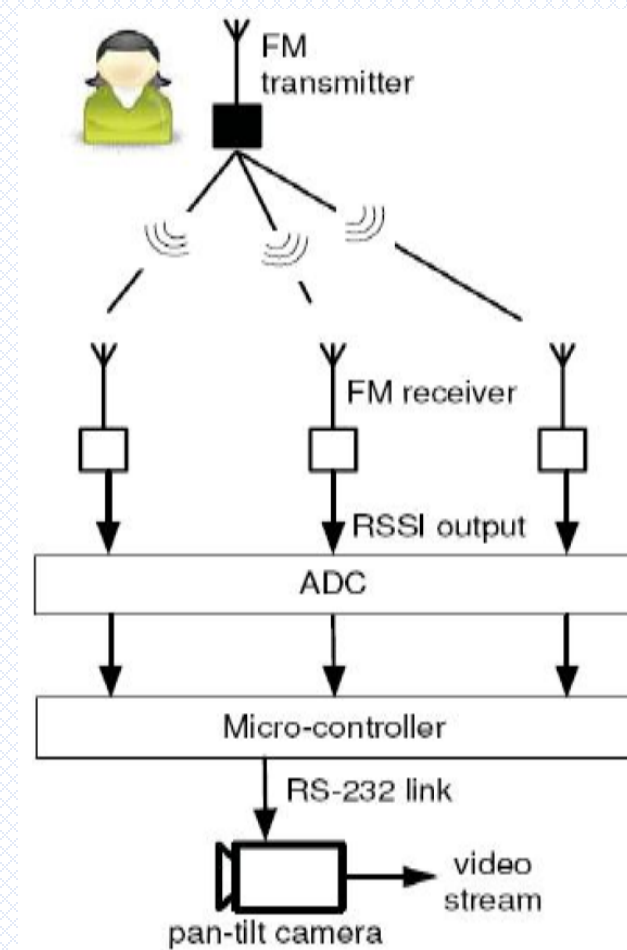 FM
transmitter
FM receiver
RSSI output
ADC
Micro-controller
RS-232 link
video
stream
pan-tilt camera